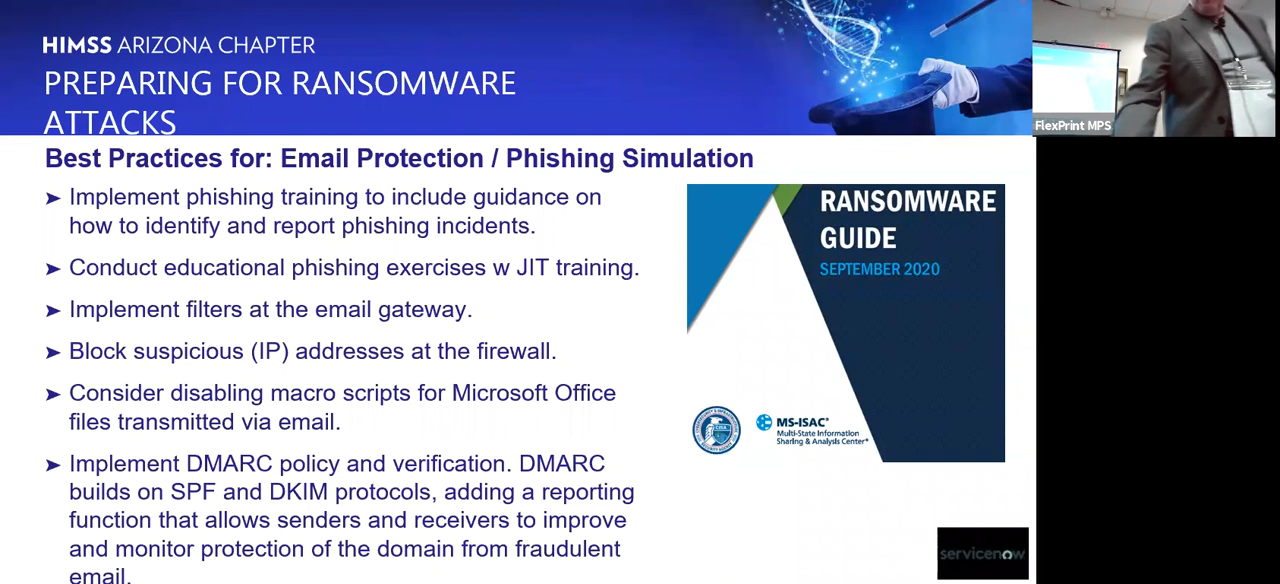 HIMSS ARIZONA CHAPTER
PREPARING FOR RANSOMWARE
ATTACKS
FlexPrint MPS
Best Practices for: Email Protection / Phishing Simulation
➤ Implement phishing training to include guidance on
how to identify and report phishing incidents.
➤ Conduct educational phishing exercises w JIT training.
➤ Implement filters at the email gateway.
➤ Block suspicious (IP) addresses at the firewall.
➤ Consider disabling macro scripts for Microsoft Office
files transmitted via email.
➤ Implement DMARC policy and verification. DMARC
builds on SPF and DKIM protocols, adding a reporting
function that allows senders and receivers to improve
and monitor protection of the domain from fraudulent
email.
RANSOMWARE
GUIDE
SEPTEMBER 2020
CISA
MS-ISAC®
Multi-State Information
Sharing & Analysis Center®
servicenow